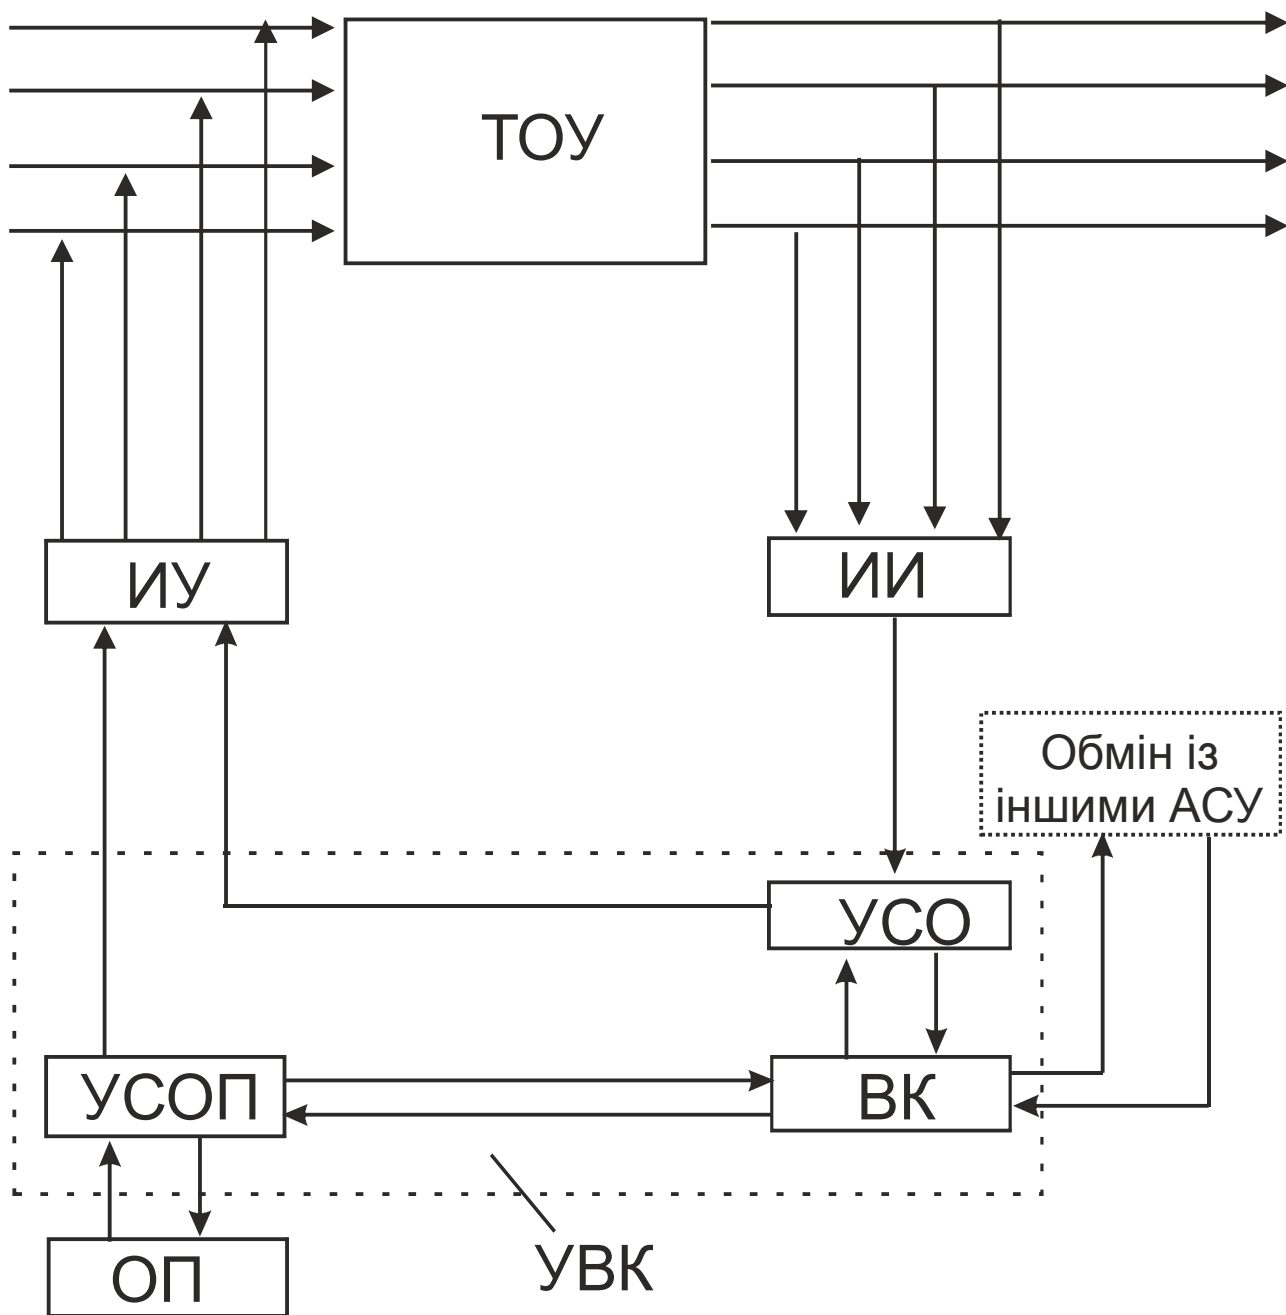 ТОУ
ИУ
ИИ
Обмін із
іншими АСУ
УСО
УСОП
ВК
УВК
ОП